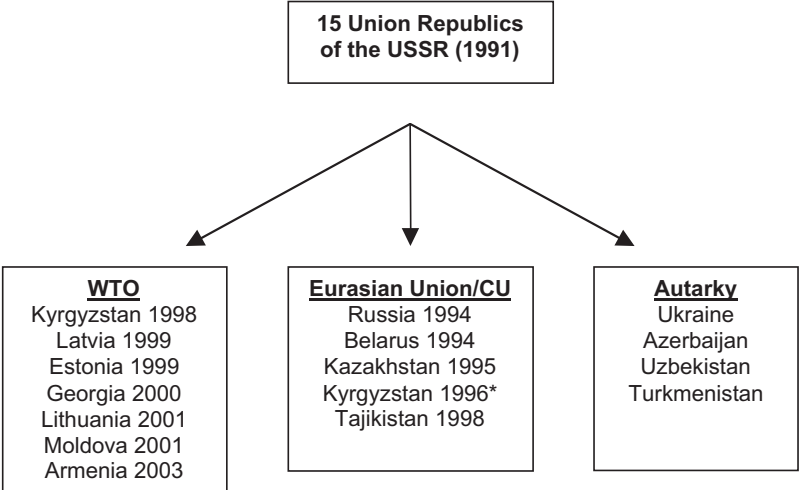 15 Union Republics
of the USSR (1991)
WTO
Kyrgyzstan 1998
Latvia 1999
Estonia 1999
Georgia 2000
Lithuania 2001
Moldova 2001
Armenia 2003
Eurasian Union/CU
Russia 1994
Belarus 1994
Kazakhstan 1995
Kyrgyzstan 1996*
Tajikistan 1998
Autarky
Ukraine
Azerbaijan
Uzbekistan
Turkmenistan